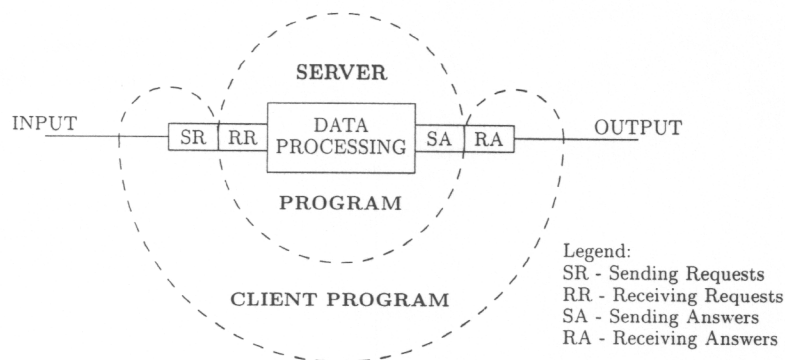 SERVER
INPUT
SR
RR
DATA
PROCESSING
SA
RA
OUTPUT
PROGRAM
CLIENT PROGRAM
Legend:
SR - Sending Requests
RR - Receiving Requests
SA - Sending Answers
RA - Receiving Answers